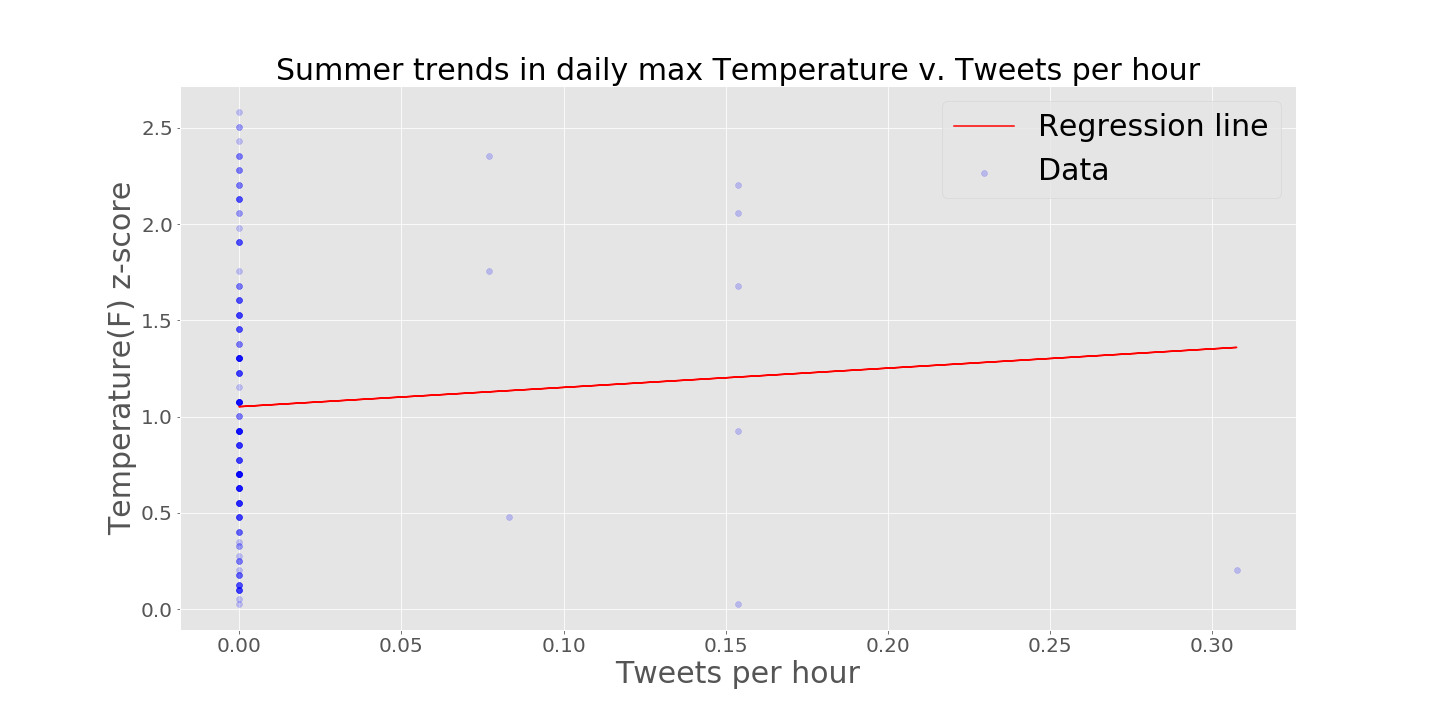 Summer trends in daily max Temperature v. Tweets per hour
Regression line
Data
Temperature(F) z-score
2.5
2.0
1.5
1.0
0.5
0.0
0.00 0.05 0.10 0.15 0.20 0.25 0.30
Tweets per hour